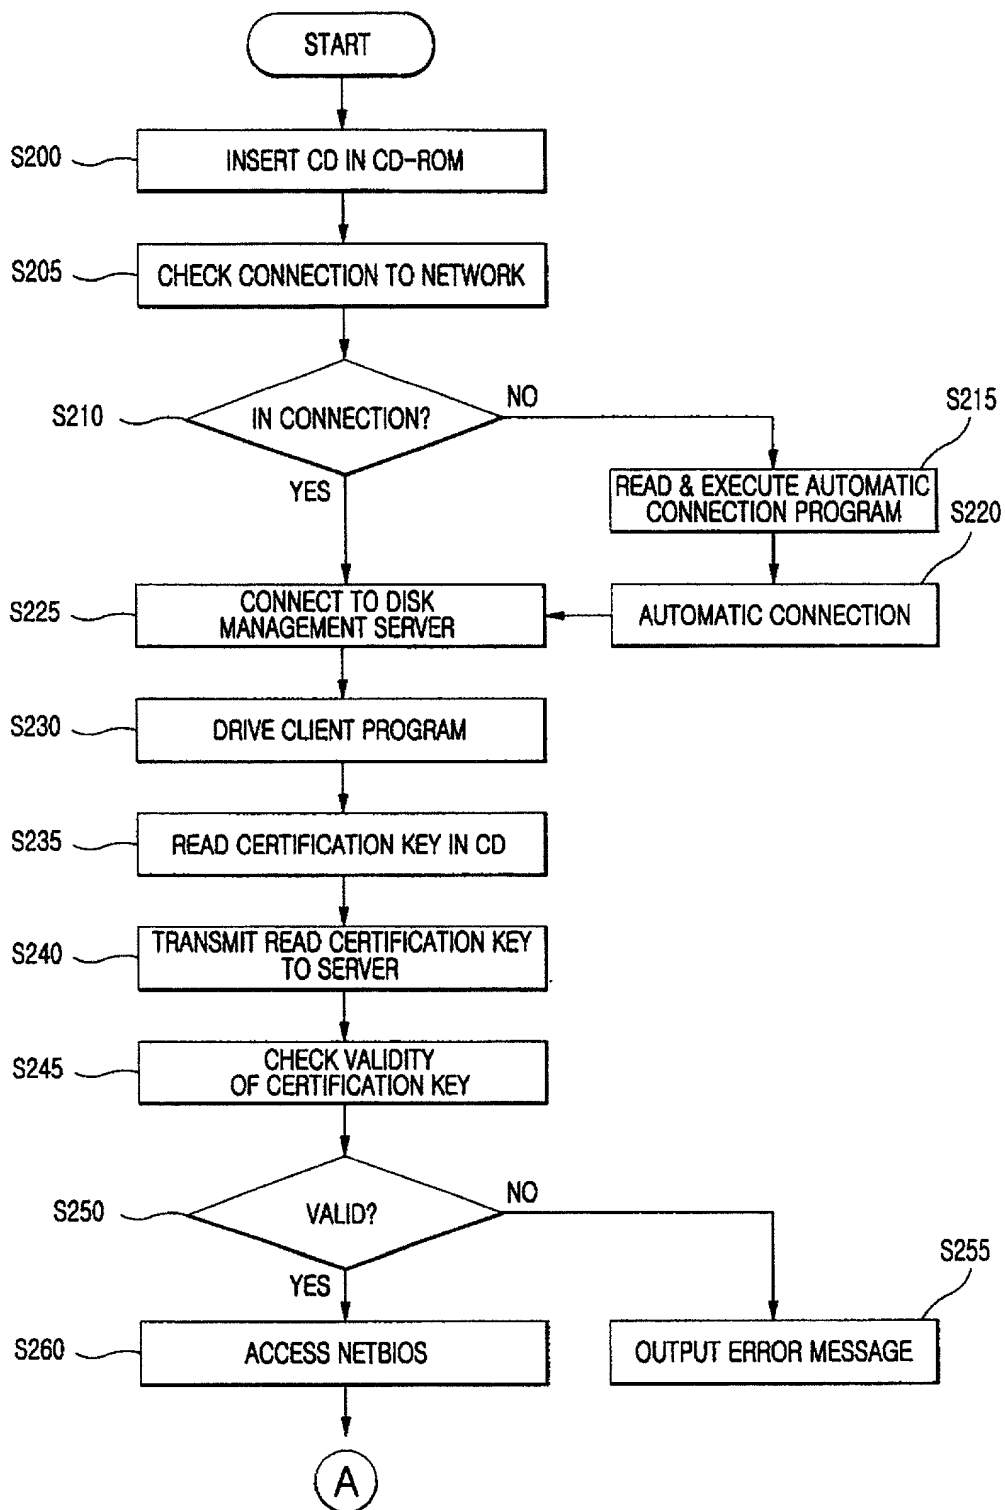 START
S200
INSERT CD IN CD-ROM
S205
CHECK CONNECTION TO NETWORK
S210
IN CONNECTION?
NO
YES
S215
READ & EXECUTE AUTOMATIC
CONNECTION PROGRAM
S220
AUTOMATIC CONNECTION
S225
CONNECT TO DISK
MANAGEMENT SERVER
S230
DRIVE CLIENT PROGRAM
S235
READ CERTIFICATION KEY IN CD
S240
TRANSMIT READ CERTIFICATION KEY
TO SERVER
S245
CHECK VALIDITY
OF CERTIFICATION KEY
S250
VALID?
NO
YES
S255
OUTPUT ERROR MESSAGE
S260
ACCESS NETBIOS
A